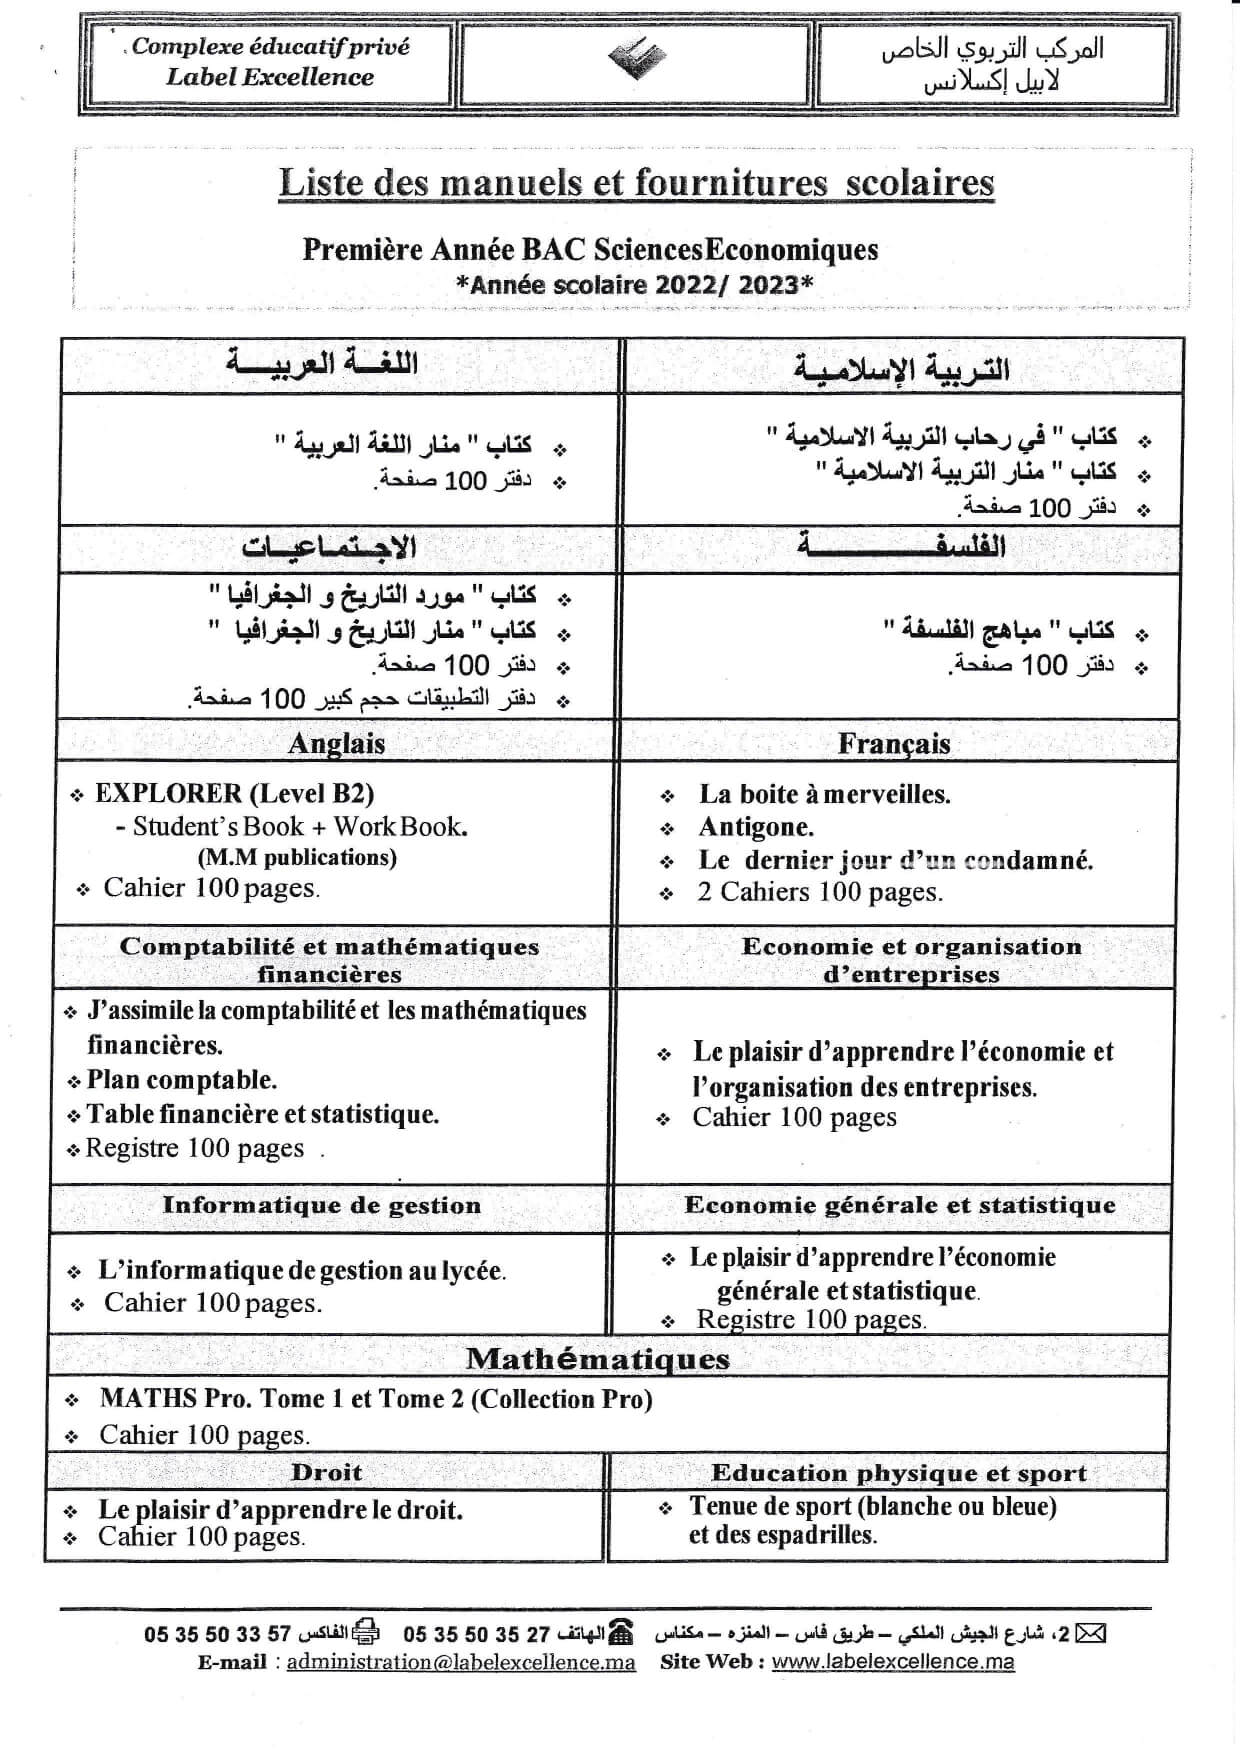 Complexe éducatif privé
Label Excellence
المركب التربوي الخاص
لابيل إكسلانس
Liste des manuels et fournitures scolaires
Première Année BAC Sciences Economiques
*Année scolaire 2022/ 2023*
اللغـــة العربيــــة
التربية الإسلاميـة
❖ كتاب " منار اللغة العربية "
❖ دفتر 100 صفحة.
❖ كتاب " في رحاب التربية الاسلامية "
❖ كتاب " منار التربية الاسلامية "
❖ دفتر 100 صفحة.
الاجـتـمـاعيـات
الفلسفـــــــــة
❖ كتاب " مورد التاريخ و الجغرافيا "
❖ كتاب " منار التاريخ و الجغرافيا "
❖ دفتر 100 صفحة.
❖ دفتر التطبيقات حجم كبير 100 صفحة.
❖ كتاب " مباهج الفلسفة "
❖ دفتر 100 صفحة.
Anglais
Français
❖ EXPLORER (Level B2)
- Student's Book + Work Book.
(M.M publications)
❖ Cahier 100 pages.
❖ La boite à merveilles.
❖ Antigone.
❖ Le dernier jour d'un condamné.
❖ 2 Cahiers 100 pages.
Comptabilité et mathématiques
financières
Economie et organisation
d'entreprises
❖ J'assimile la comptabilité et les mathématiques
financières.
❖ Plan comptable.
❖ Table financière et statistique.
❖ Registre 100 pages .
❖ Le plaisir d'apprendre l'économie et
l'organisation des entreprises.
❖ Cahier 100 pages
Informatique de gestion
Economie générale et statistique
❖ L'informatique de gestion au lycée.
❖ Cahier 100 pages.
❖ Le plaisir d'apprendre l'économie
générale et statistique.
❖ Registre 100 pages.
Mathématiques
❖ MATHS Pro. Tome 1 et Tome 2 (Collection Pro)
❖ Cahier 100 pages.
Droit
Education physique et sport
❖ Le plaisir d'apprendre le droit.
❖ Cahier 100 pages.
❖ Tenue de sport (blanche ou bleue)
et des espadrilles.
2، شارع الجيش الملكي – طريق فاس – المنزه – مكناس الهاتف 05 35 50 35 27 الفاكس 05 35 50 33 57
E-mail : administration@labelexcellence.ma Site Web : www.labelexcellence.ma